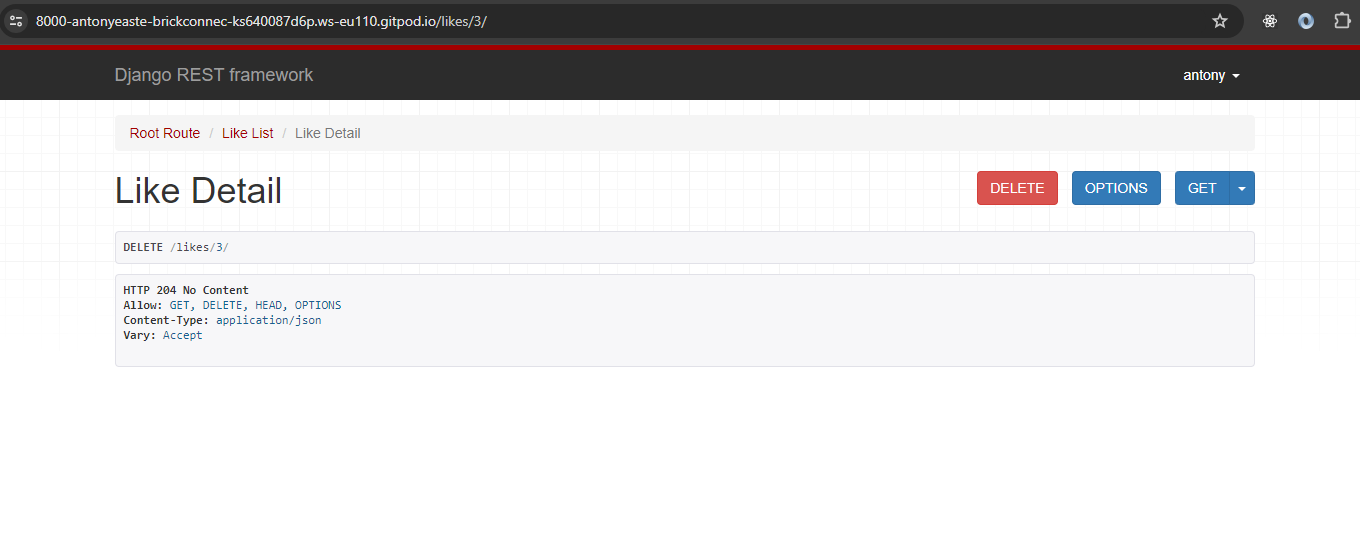 8000-antonyeaste-brickconnec-ks640087d6p.ws-eu110.gitpod.io/likes/3/
Django REST framework antony
Root Route / Like List / Like Detail
Like Detail DELETE OPTIONS GET
DELETE /likes/3/
HTTP 204 No Content
Allow: GET, DELETE, HEAD, OPTIONS
Content-Type: application/json
Vary: Accept